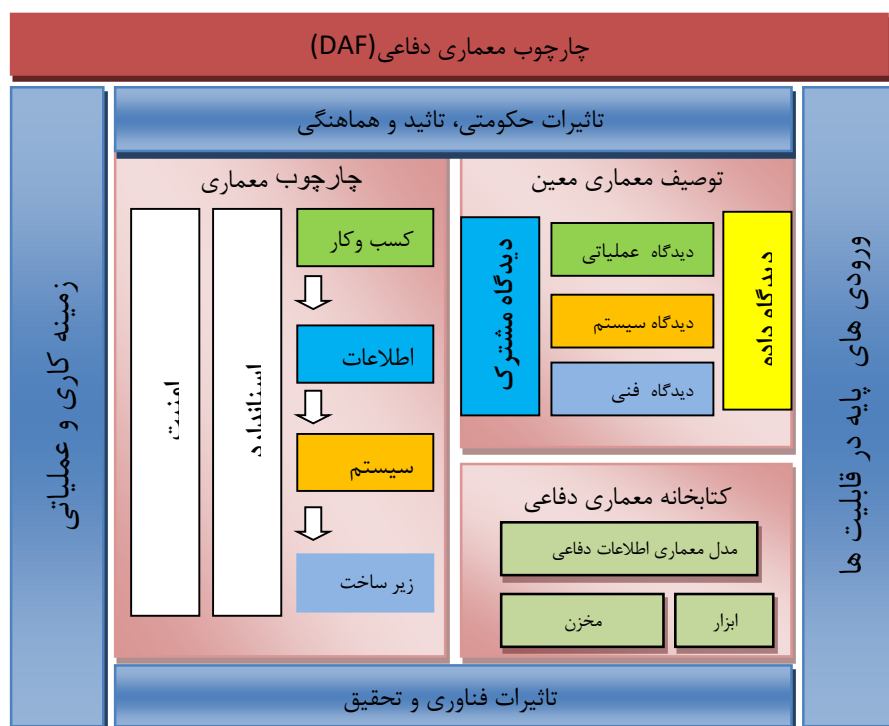 چارچوب معماری دفاعی(DAF)
تاثیرات حکومتی، تائید و هماهنگی
ورودی های پایه در قابلیت ها
توصیف معماری معین
دیدگاه داده
دیدگاه عملیاتی
دیدگاه سیستم
دیدگاه فنی
دیدگاه مشترک
کتابخانه معماری دفاعی
مدل معماری اطلاعات دفاعی
ابزار
مخزن
چارچوب معماری
کسب وکار
اطلاعات
سیستم
زیر ساخت
استاندارد
امنیت
زمینه کاری و عملیاتی
تاثیرات فناوری و تحقیق